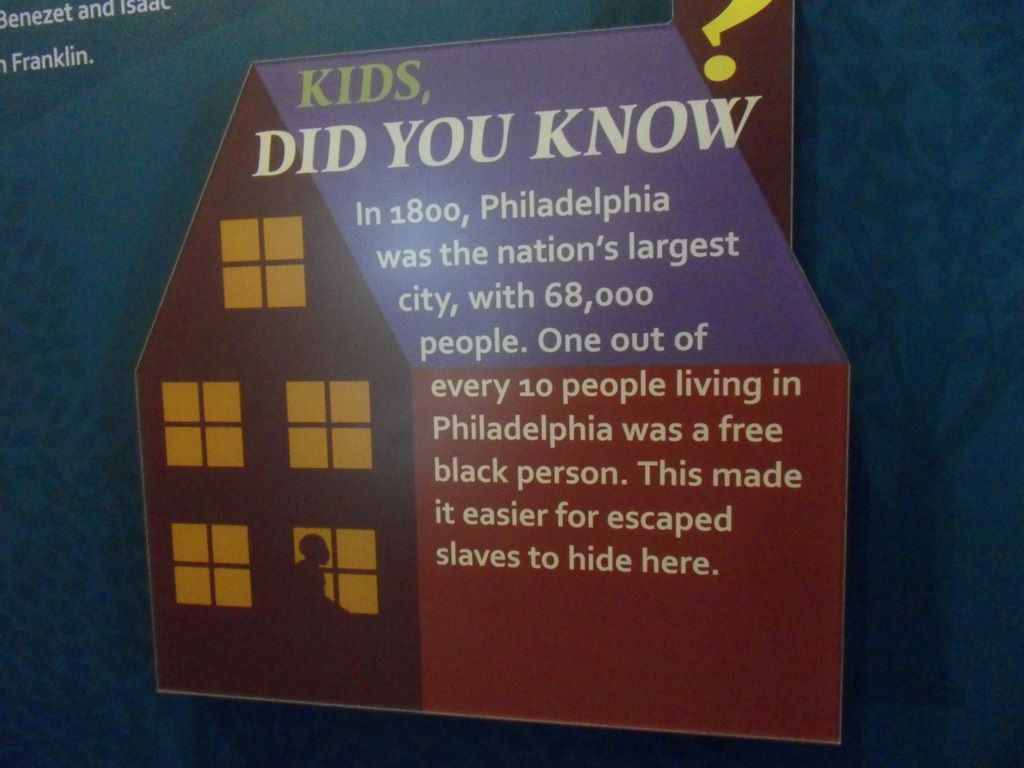 Benezet and Isaac
n Franklin.
KIDS,
DID YOU KNOW
?
In 1800, Philadelphia
was the nation's largest
city, with 68,000
people. One out of
every 10 people living in
Philadelphia was a free
black person. This made
it easier for escaped
slaves to hide here.